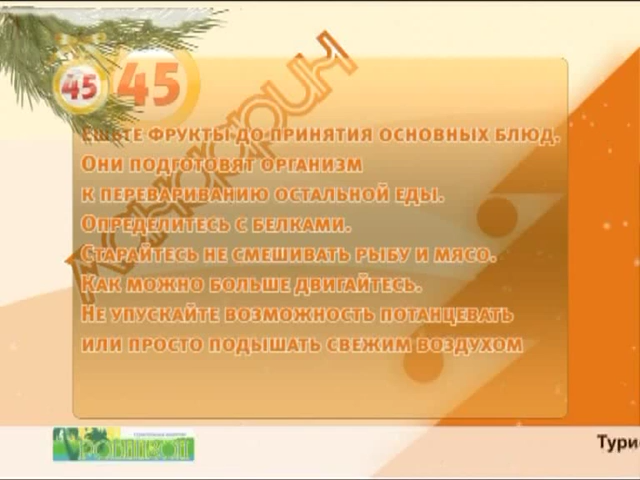 45 45
ЕШЬТЕ ФРУКТЫ ДО ПРИНЯТИЯ ОСНОВНЫХ БЛЮД.
ОНИ ПОДГОТОВЯТ ОРГАНИЗМ
К ПЕРЕВАРИВАНИЮ ОСТАЛЬНОЙ ЕДЫ.
ОПРЕДЕЛИТЕСЬ С БЕЛКАМИ.
СТАРАЙТЕСЬ НЕ СМЕШИВАТЬ РЫБУ И МЯСО.
КАК МОЖНО БОЛЬШЕ ДВИГАЙТЕСЬ.
НЕ УПУСКАЙТЕ ВОЗМОЖНОСТЬ ПОТАНЦЕВАТЬ
ИЛИ ПРОСТО ПОДЫШАТЬ СВЕЖИМ ВОЗДУХОМ
Тури